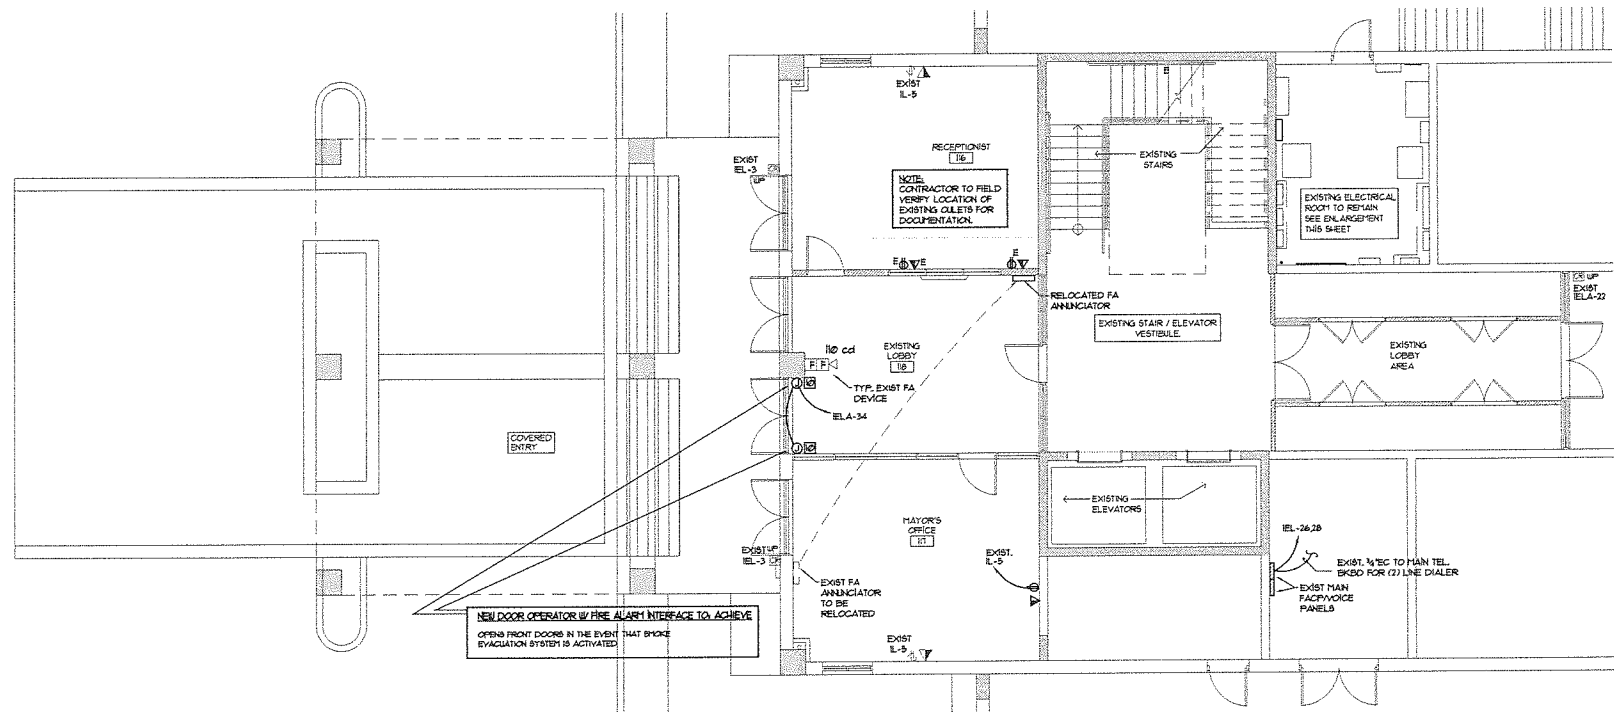 EXIST
IL-5
RECEPTIONIST
116
NOTE:
CONTRACTOR TO FIELD
VERIFY LOCATION OF
EXISTING OULETS FOR
DOCUMENTATION.
EXIST
IEL-3
WP
E
EXISTING
STAIRS
EXISTING ELECTRICAL
ROOM TO REMAIN
SEE ENLARGEMENT
THIS SHEET
E
E
E
RELOCATED FA
ANNUNCIATOR
EXISTING STAIR / ELEVATOR
VESTIBULE.
WP
EXIST
IELA-22
110 cd
F F
EXISTING
LOBBY
118
TYP. EXIST FA
DEVICE
IELA-34
EXISTING
LOBBY
AREA
COVERED
ENTRY
EXISTING
ELEVATORS
MAYOR'S
OFFICE
117
EXIST.
IL-5
EXIST WP
IEL-3
EXIST FA
ANNUNCIATOR
TO BE
RELOCATED
IEL-26,28
EXIST. ¾"EC TO MAIN TEL.
BKBD FOR (2) LINE DIALER
EXIST MAIN
FACP/VOICE
PANELS
NEW DOOR OPERATOR W/ FIRE ALARM INTERFACE TO: ACHIEVE
OPENS FRONT DOORS IN THE EVENT THAT SMOKE
EVACUATION SYSTEM IS ACTIVATED
EXIST
IL-5